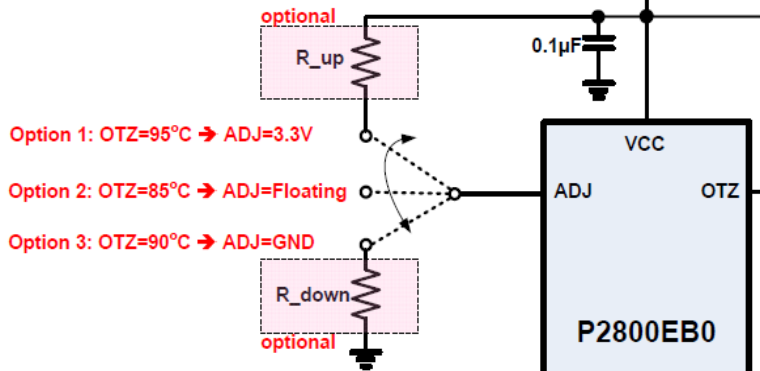 optional
R_up
0.1µF
Option 1: OTZ=95°C ➔ ADJ=3.3V
VCC
Option 2: OTZ=85°C ➔ ADJ=Floating
ADJ
OTZ
Option 3: OTZ=90°C ➔ ADJ=GND
R_down
P2800EB0
optional